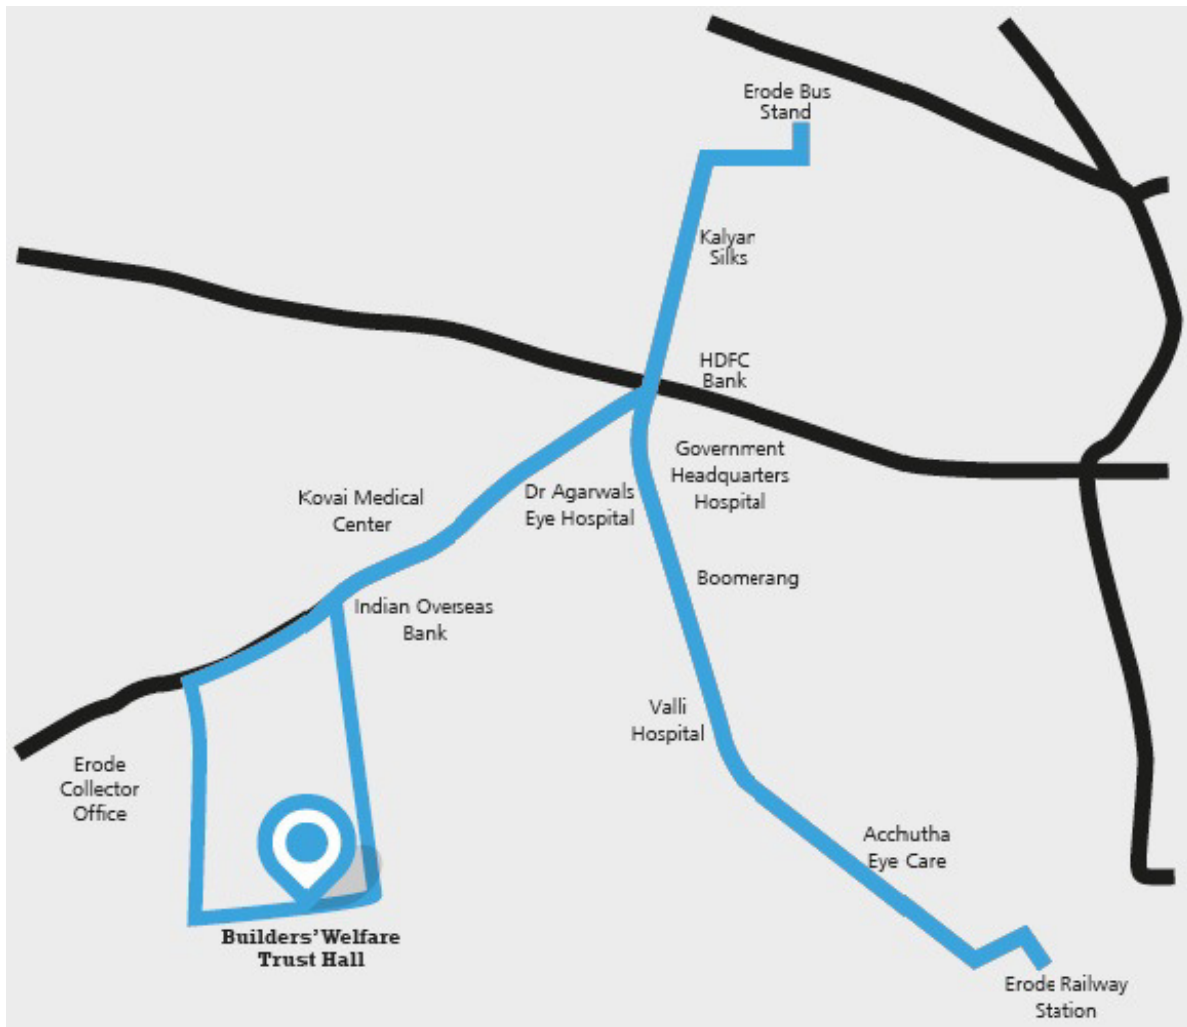 Erode Bus
Stand
Kalyan
Silks
HDFC
Bank
Government
Headquarters
Hospital
Kovai Medical
Center
Dr Agarwals
Eye Hospital
Boomerang
Indian Overseas
Bank
Valli
Hospital
Erode
Collector
Office
Acchutha
Eye Care
Builders' Welfare
Trust Hall
Erode Railway
Station